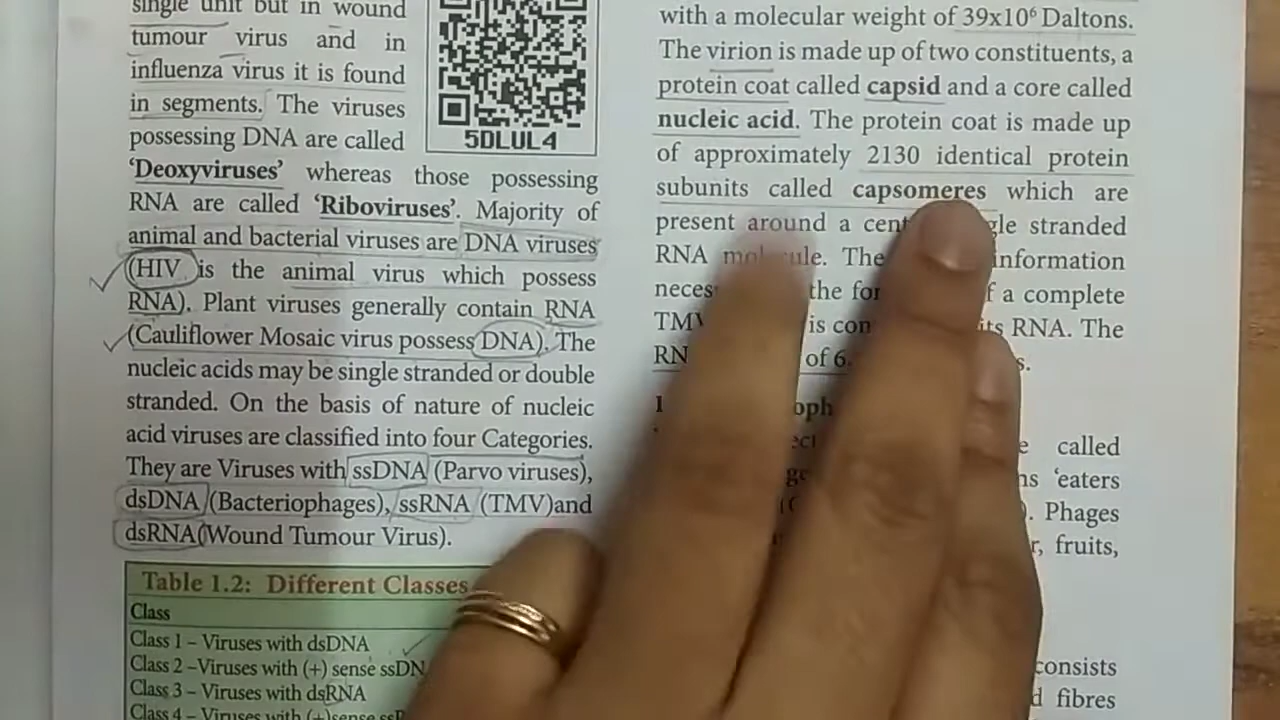 single unit but in wound
tumour virus and in
influenza virus it is found
in segments. The viruses
possessing DNA are called
'Deoxyviruses' whereas those possessing
RNA are called 'Riboviruses'. Majority of
animal and bacterial viruses are DNA viruses
(HIV is the animal virus which possess
RNA). Plant viruses generally contain RNA
(Cauliflower Mosaic virus possess DNA). The
nucleic acids may be single stranded or double
stranded. On the basis of nature of nucleic
acid viruses are classified into four Categories.
They are Viruses with ssDNA (Parvo viruses),
dsDNA (Bacteriophages), ssRNA (TMV)and
dsRNA(Wound Tumour Virus).
5DLUL4
Table 1.2: Different Classes
Class
Class 1 – Viruses with dsDNA
Class 2 –Viruses with (+) sense
Class 3 – Viruses with dsRNA
Class 4 – Viruses with (+)sense
with a molecular weight of 39x10⁶ Daltons.
The virion is made up of two constituents, a
protein coat called capsid and a core called
nucleic acid. The protein coat is made up
of approximately 2130 identical protein
subunits called capsomeres which are
present around a stranded
RNA The information
the a complete
is RNA. The
of
called
'eaters
Phages
fruits,
consists
fibres